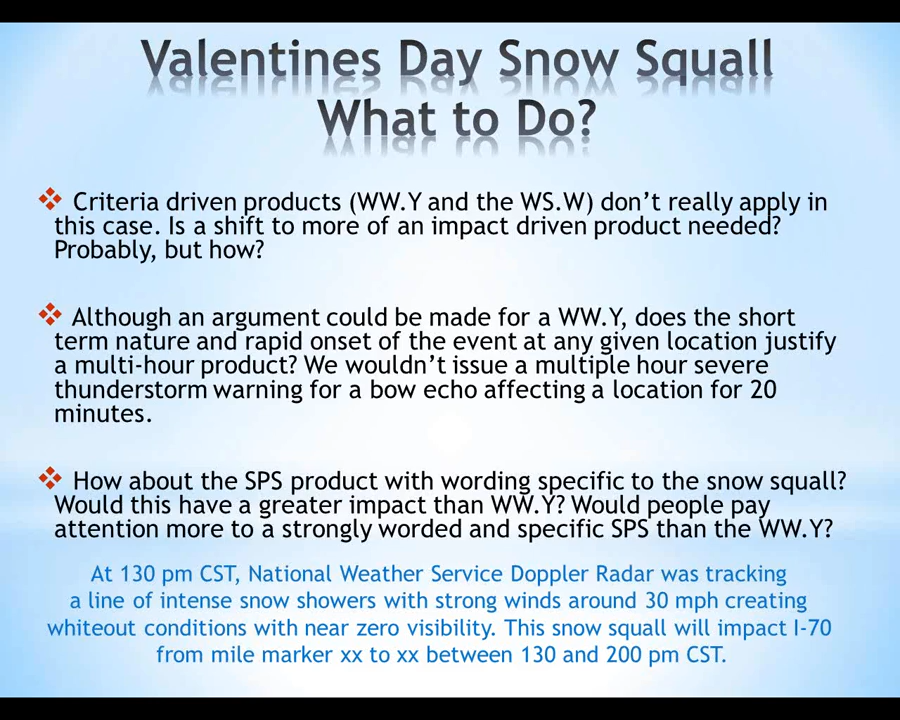 Valentines Day Snow Squall
What to Do?
Criteria driven products (WW.Y and the WS.W) don’t really apply in
this case. Is a shift to more of an impact driven product needed?
Probably, but how?
Although an argument could be made for a WW.Y, does the short
term nature and rapid onset of the event at any given location justify
a multi-hour product? We wouldn’t issue a multiple hour severe
thunderstorm warning for a bow echo affecting a location for 20
minutes.
How about the SPS product with wording specific to the snow squall?
Would this have a greater impact than WW.Y? Would people pay
attention more to a strongly worded and specific SPS than the WW.Y?
At 130 pm CST, National Weather Service Doppler Radar was tracking
a line of intense snow showers with strong winds around 30 mph creating
whiteout conditions with near zero visibility. This snow squall will impact I-70
from mile marker xx to xx between 130 and 200 pm CST.